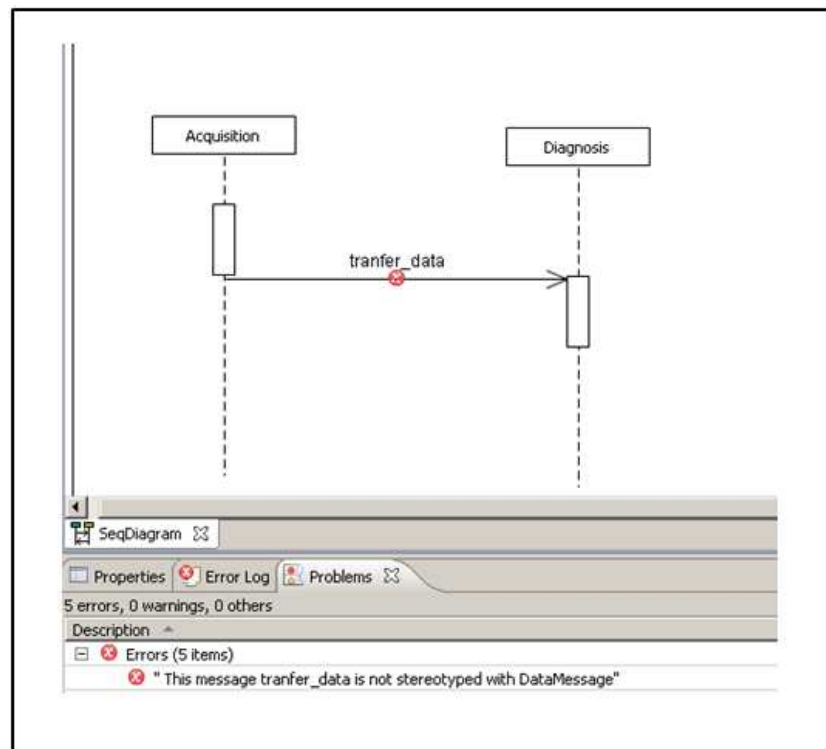 Acquisition
Diagnosis
tranfer_data
SeqDiagram
Properties Error Log Problems
5 errors, 0 warnings, 0 others
Description
Errors (5 items)
" This message tranfer_data is not stereotyped with DataMessage"